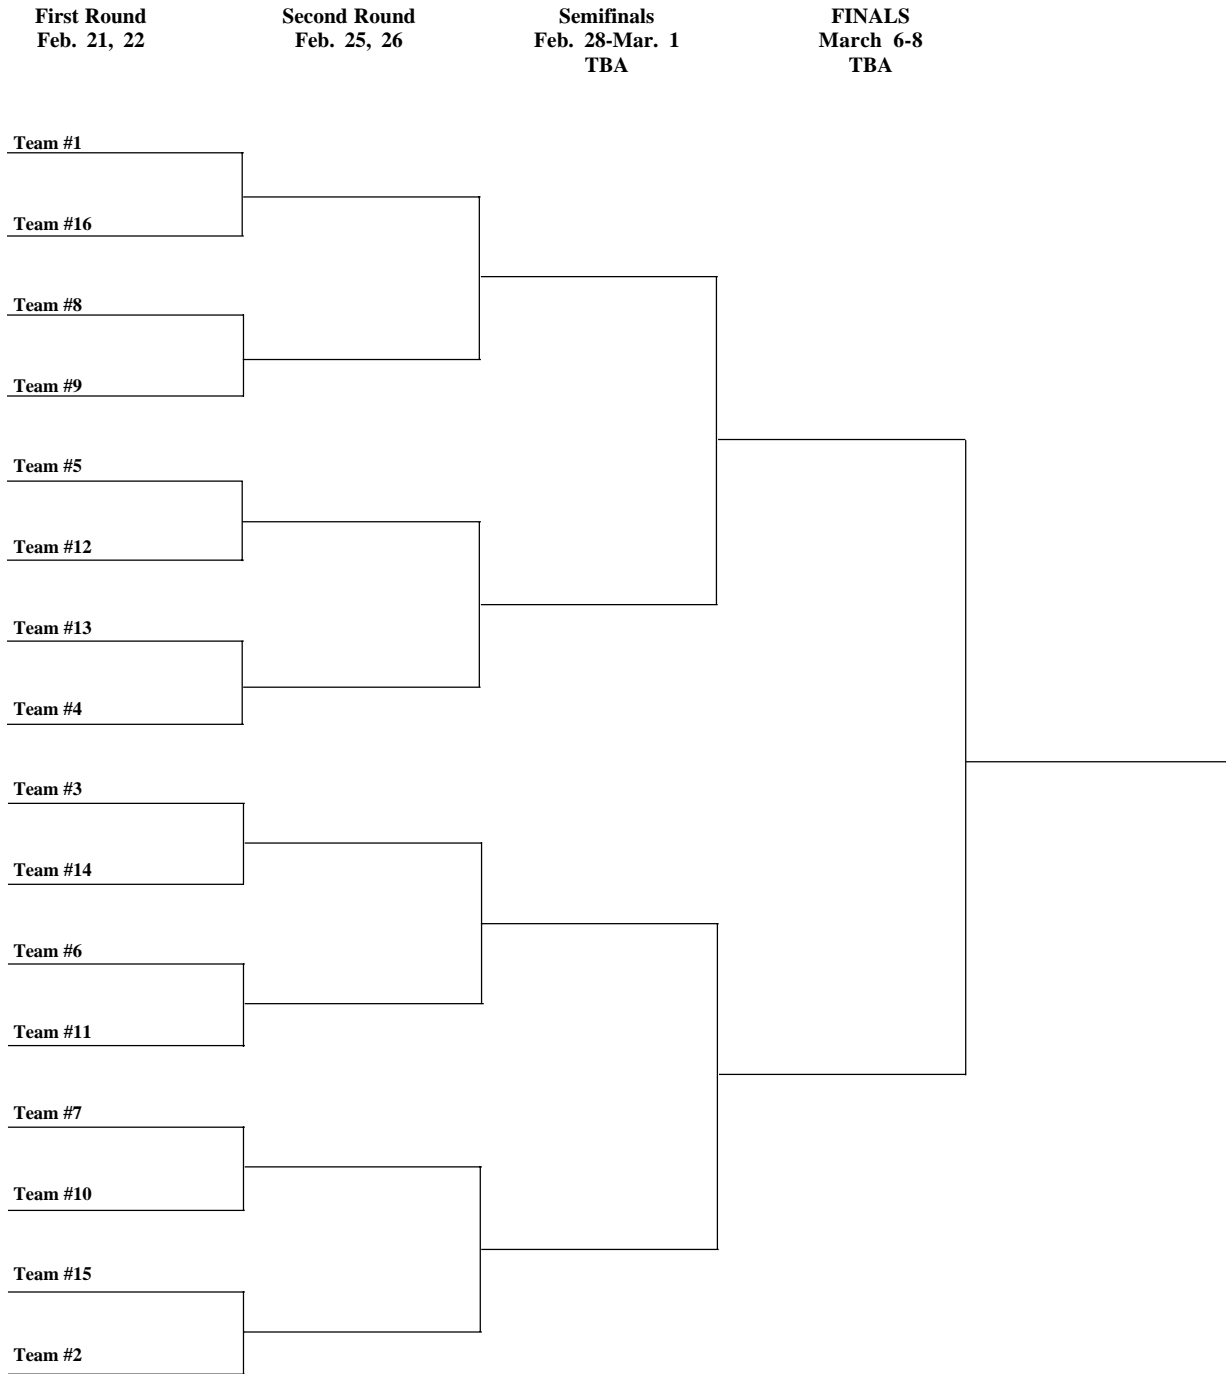 First Round
Feb. 21, 22
Second Round
Feb. 25, 26
Semifinals
Feb. 28-Mar. 1
TBA
FINALS
March 6-8
TBA
Team #1
Team #16
Team #8
Team #9
Team #5
Team #12
Team #13
Team #4
Team #3
Team #14
Team #6
Team #11
Team #7
Team #10
Team #15
Team #2